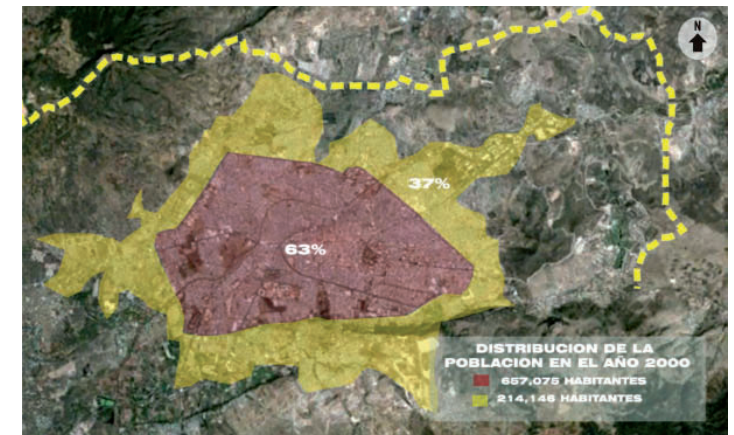 N
37%
63%
DISTRIBUCION DE LA
POBLACION EN EL AÑO 2000
657,075 HABITANTES
214,146 HABITANTES